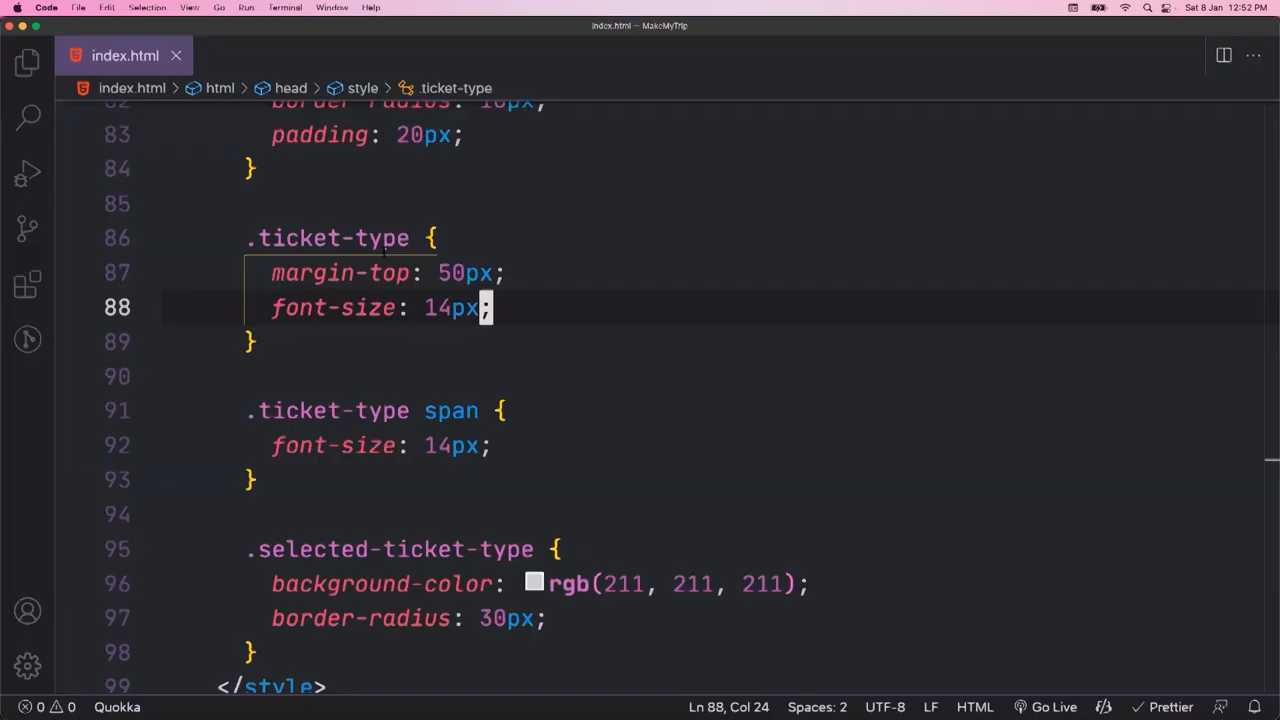 Code File Edit Selection View Go Run Terminal Window Help Sat 8 Jan 12:52 PM
index.html — MakeMyTrip
index.html
index.html > html > head > style > .ticket-type
82 border-radius: 10px;
83 padding: 20px;
84 }
85
86 .ticket-type {
87 margin-top: 50px;
88 font-size: 14px;
89 }
90
91 .ticket-type span {
92 font-size: 14px;
93 }
94
95 .selected-ticket-type {
96 background-color: rgb(211, 211, 211);
97 border-radius: 30px;
98 }
99 </style>
0 0 Quokka Ln 88, Col 24 Spaces: 2 UTF-8 LF HTML Go Live Prettier